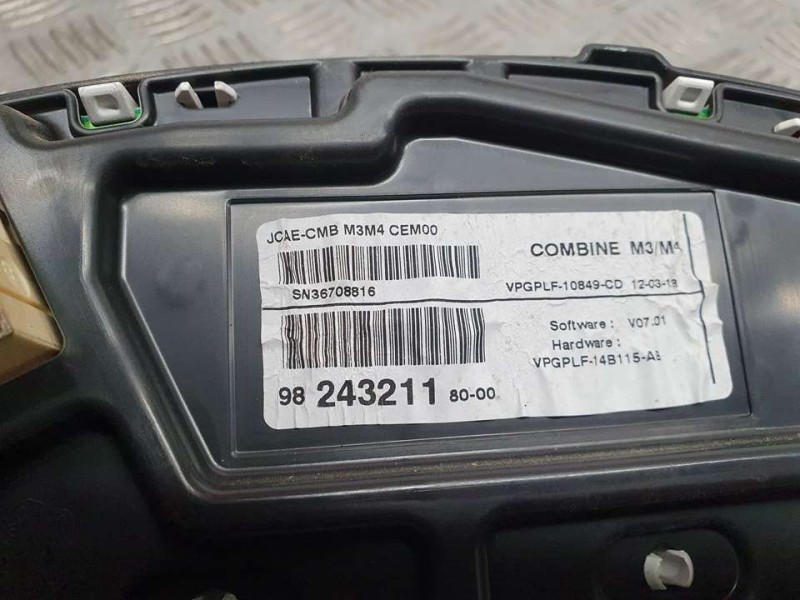 JCAE-CMB M3M4 CEM00
COMBINE M3/M4
SN36708816
VPGPLF-10849-CD 12-03-18
Software : V07.01
Hardware :
VPGPLF-14B115-AB
98 243211 80-00